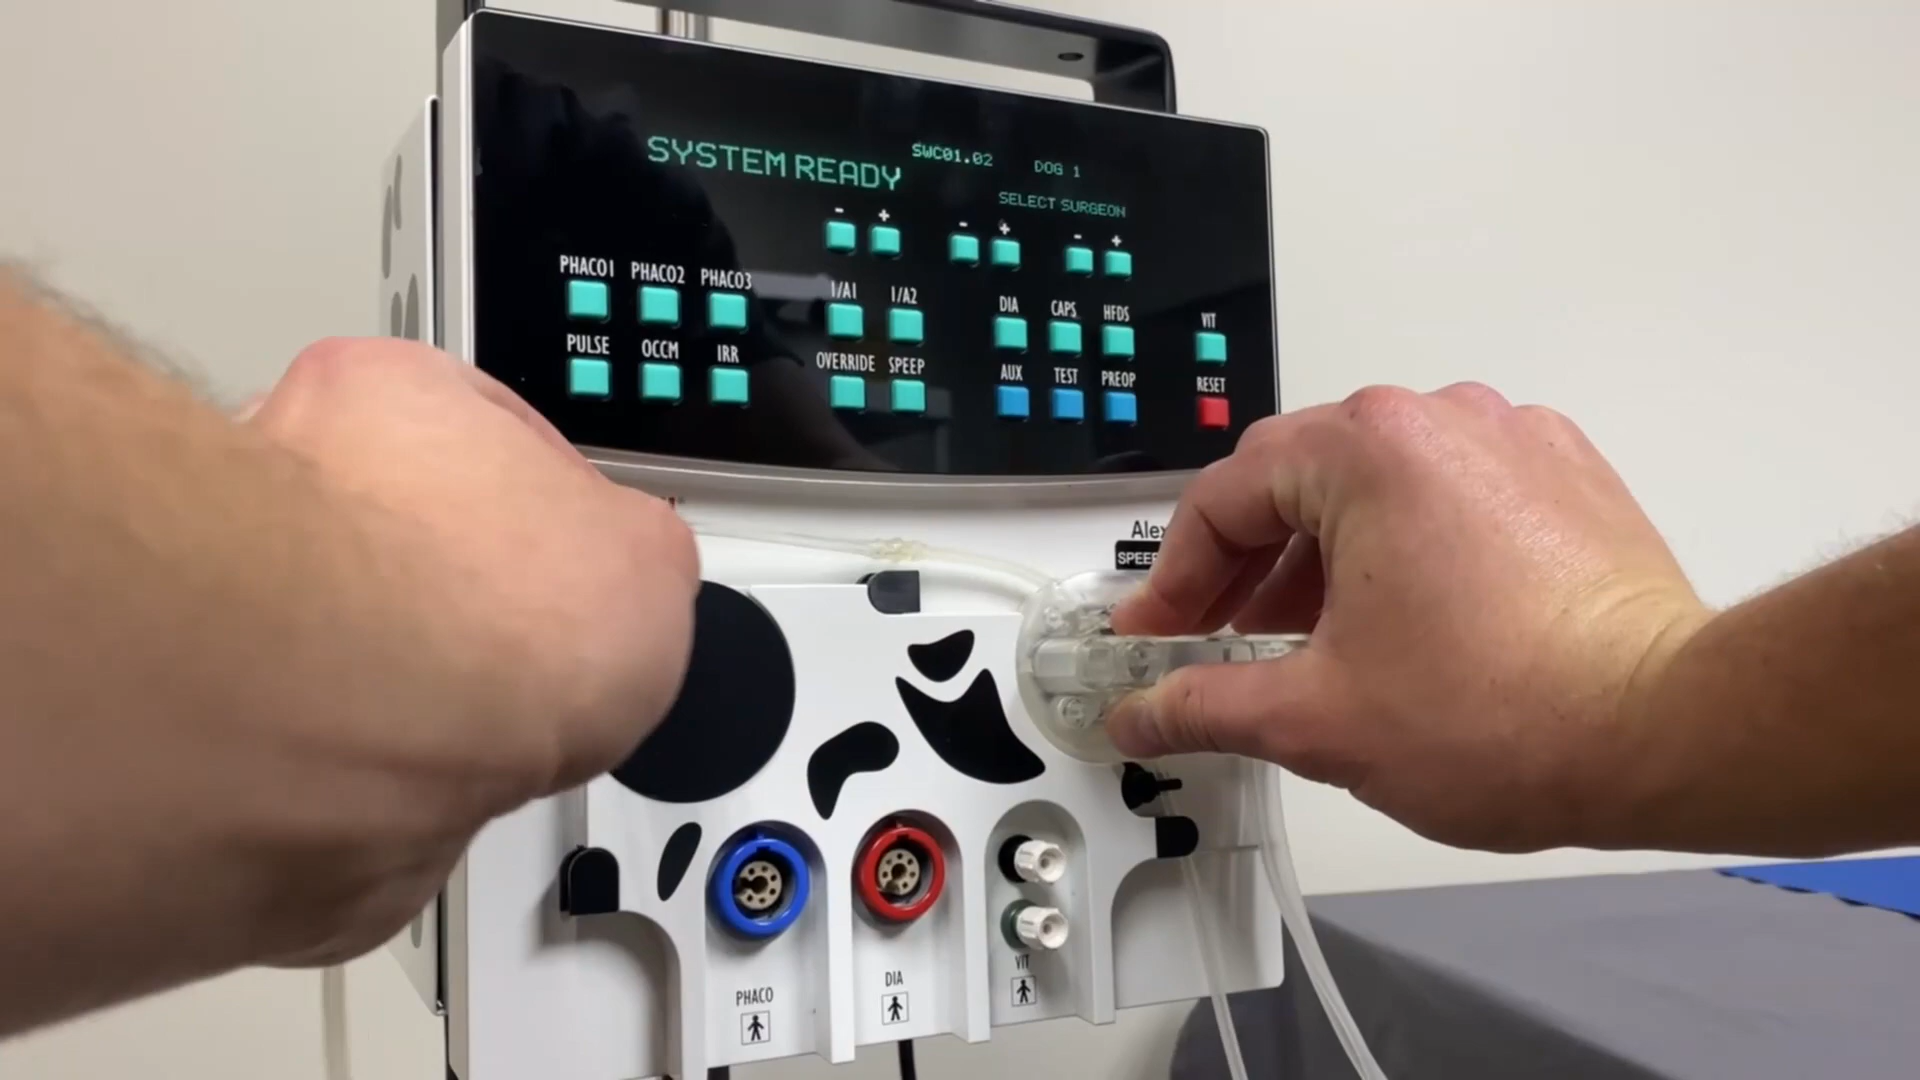 SYSTEM READY
SWC01.02
DOG 1
SELECT SURGEON
- +
- +
- +
PHACO1 PHACO2 PHACO3
I/A1 I/A2
DIA CAPS HFDS
VIT
PULSE OCCM IRR
OVERRIDE SPEEP
AUX TEST PREOP
RESET
PHACO
DIA
VIT